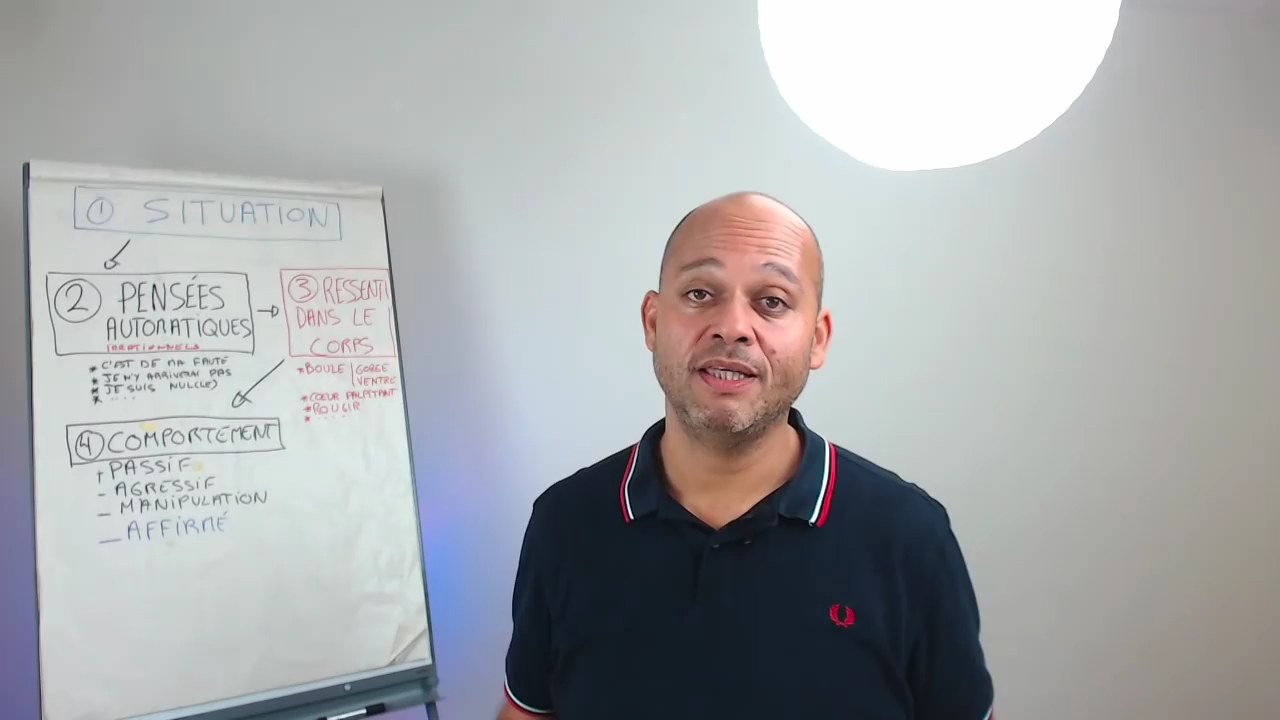 ① SITUATION
② PENSÉES
AUTOMATIQUES
IRRATIONNELS
* C'EST DE MA FAUTE
* JE N'Y ARRIVERAI PAS
* JE SUIS NUL(LE)
* ....
③ RESSENTI
DANS LE
CORPS
* BOULE | GORGE
VENTRE
* COEUR PALPITANT
* ROUGIR
* ....
④ COMPORTEMENT
+ PASSIF
- AGRESSIF
- MANIPULATION
- AFFIRMÉ